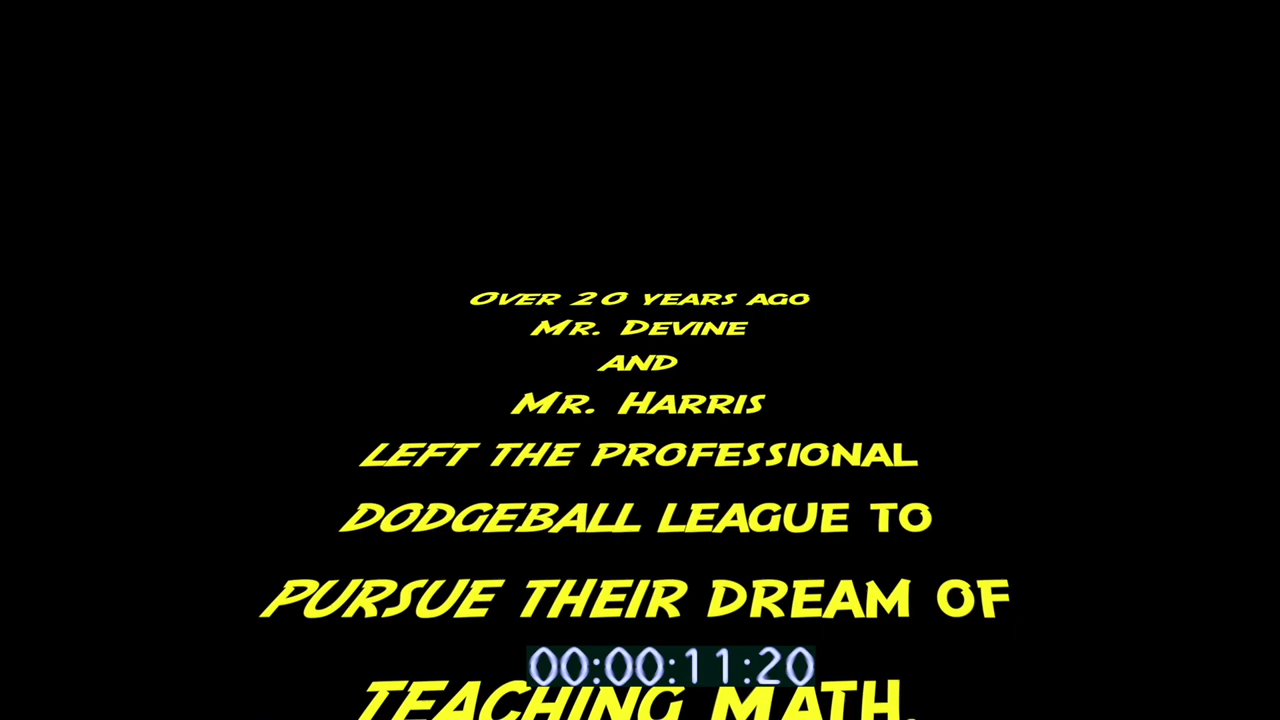 Over 20 years ago
Mr. Devine
and
Mr. Harris
left the professional
dodgeball league to
pursue their dream of
00:00:11:20
teaching math.